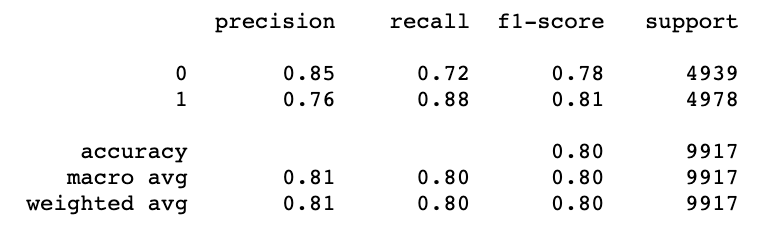 precision recall f1-score support
0 0.85 0.72 0.78 4939
1 0.76 0.88 0.81 4978
accuracy 0.80 9917
macro avg 0.81 0.80 0.80 9917
weighted avg 0.81 0.80 0.80 9917